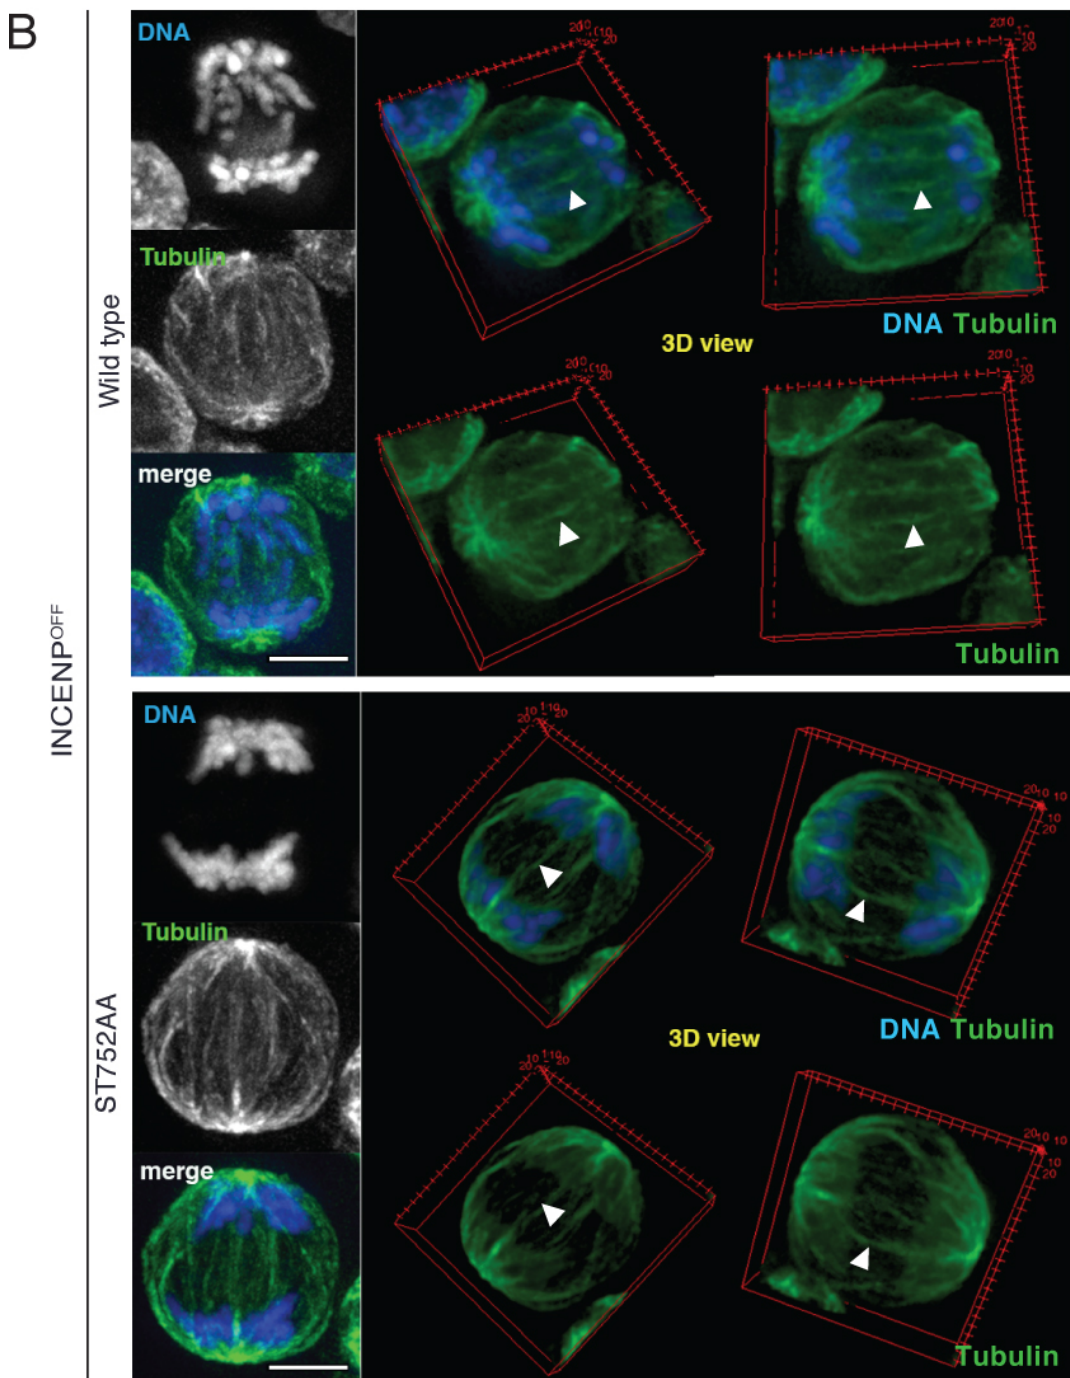 B
INCENP^OFF
Wild type
DNA
Tubulin
merge
3D view
DNA Tubulin
Tubulin
ST752AA
DNA
Tubulin
merge
3D view
DNA Tubulin
Tubulin